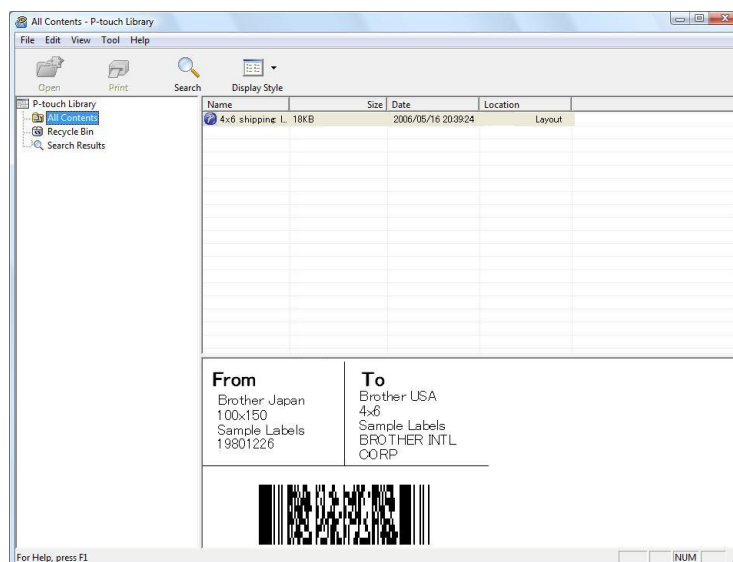 All Contents - P-touch Library
File Edit View Tool Help
Open Print Search Display Style
P-touch Library
All Contents
Recycle Bin
Search Results
Name Size Date Location
4x6 shipping l... 18KB 2006/05/16 20:39:24 Layout
From
Brother Japan
100x150
Sample Labels
19801226
To
Brother USA
4x6
Sample Labels
BROTHER INTL
CORP
For Help, press F1
NUM